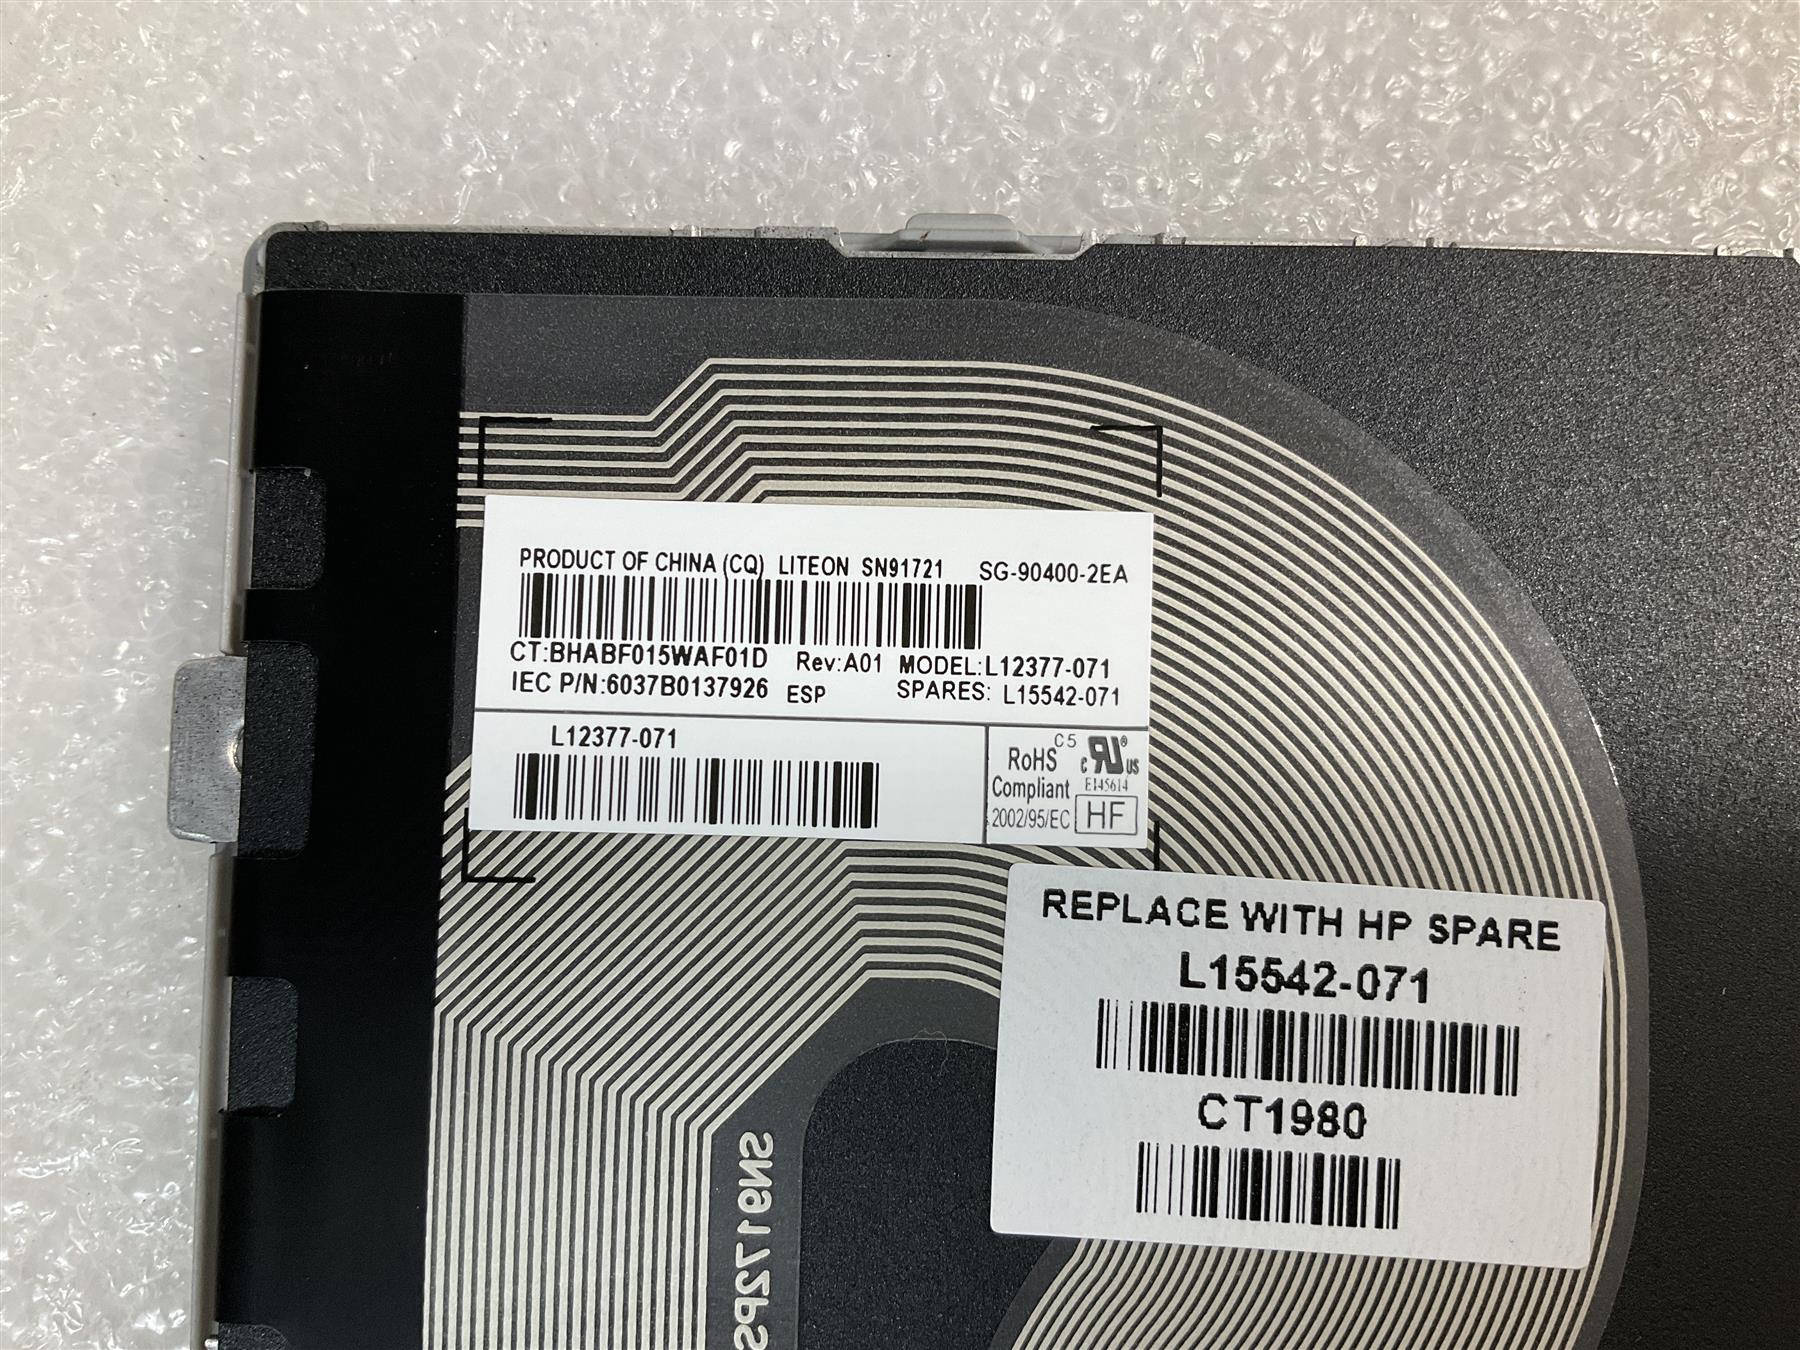 PRODUCT OF CHINA (CQ) LITEON SN91721 SG-90400-2EA
CT:BHABF015WAF01D Rev:A01 MODEL:L12377-071
IEC P/N:6037B0137926 ESP SPARES: L15542-071
L12377-071
RoHS
Compliant
2002/95/EC
C5
c RU® US
E145614
HF
REPLACE WITH HP SPARE
L15542-071
CT1980
SN9172PS